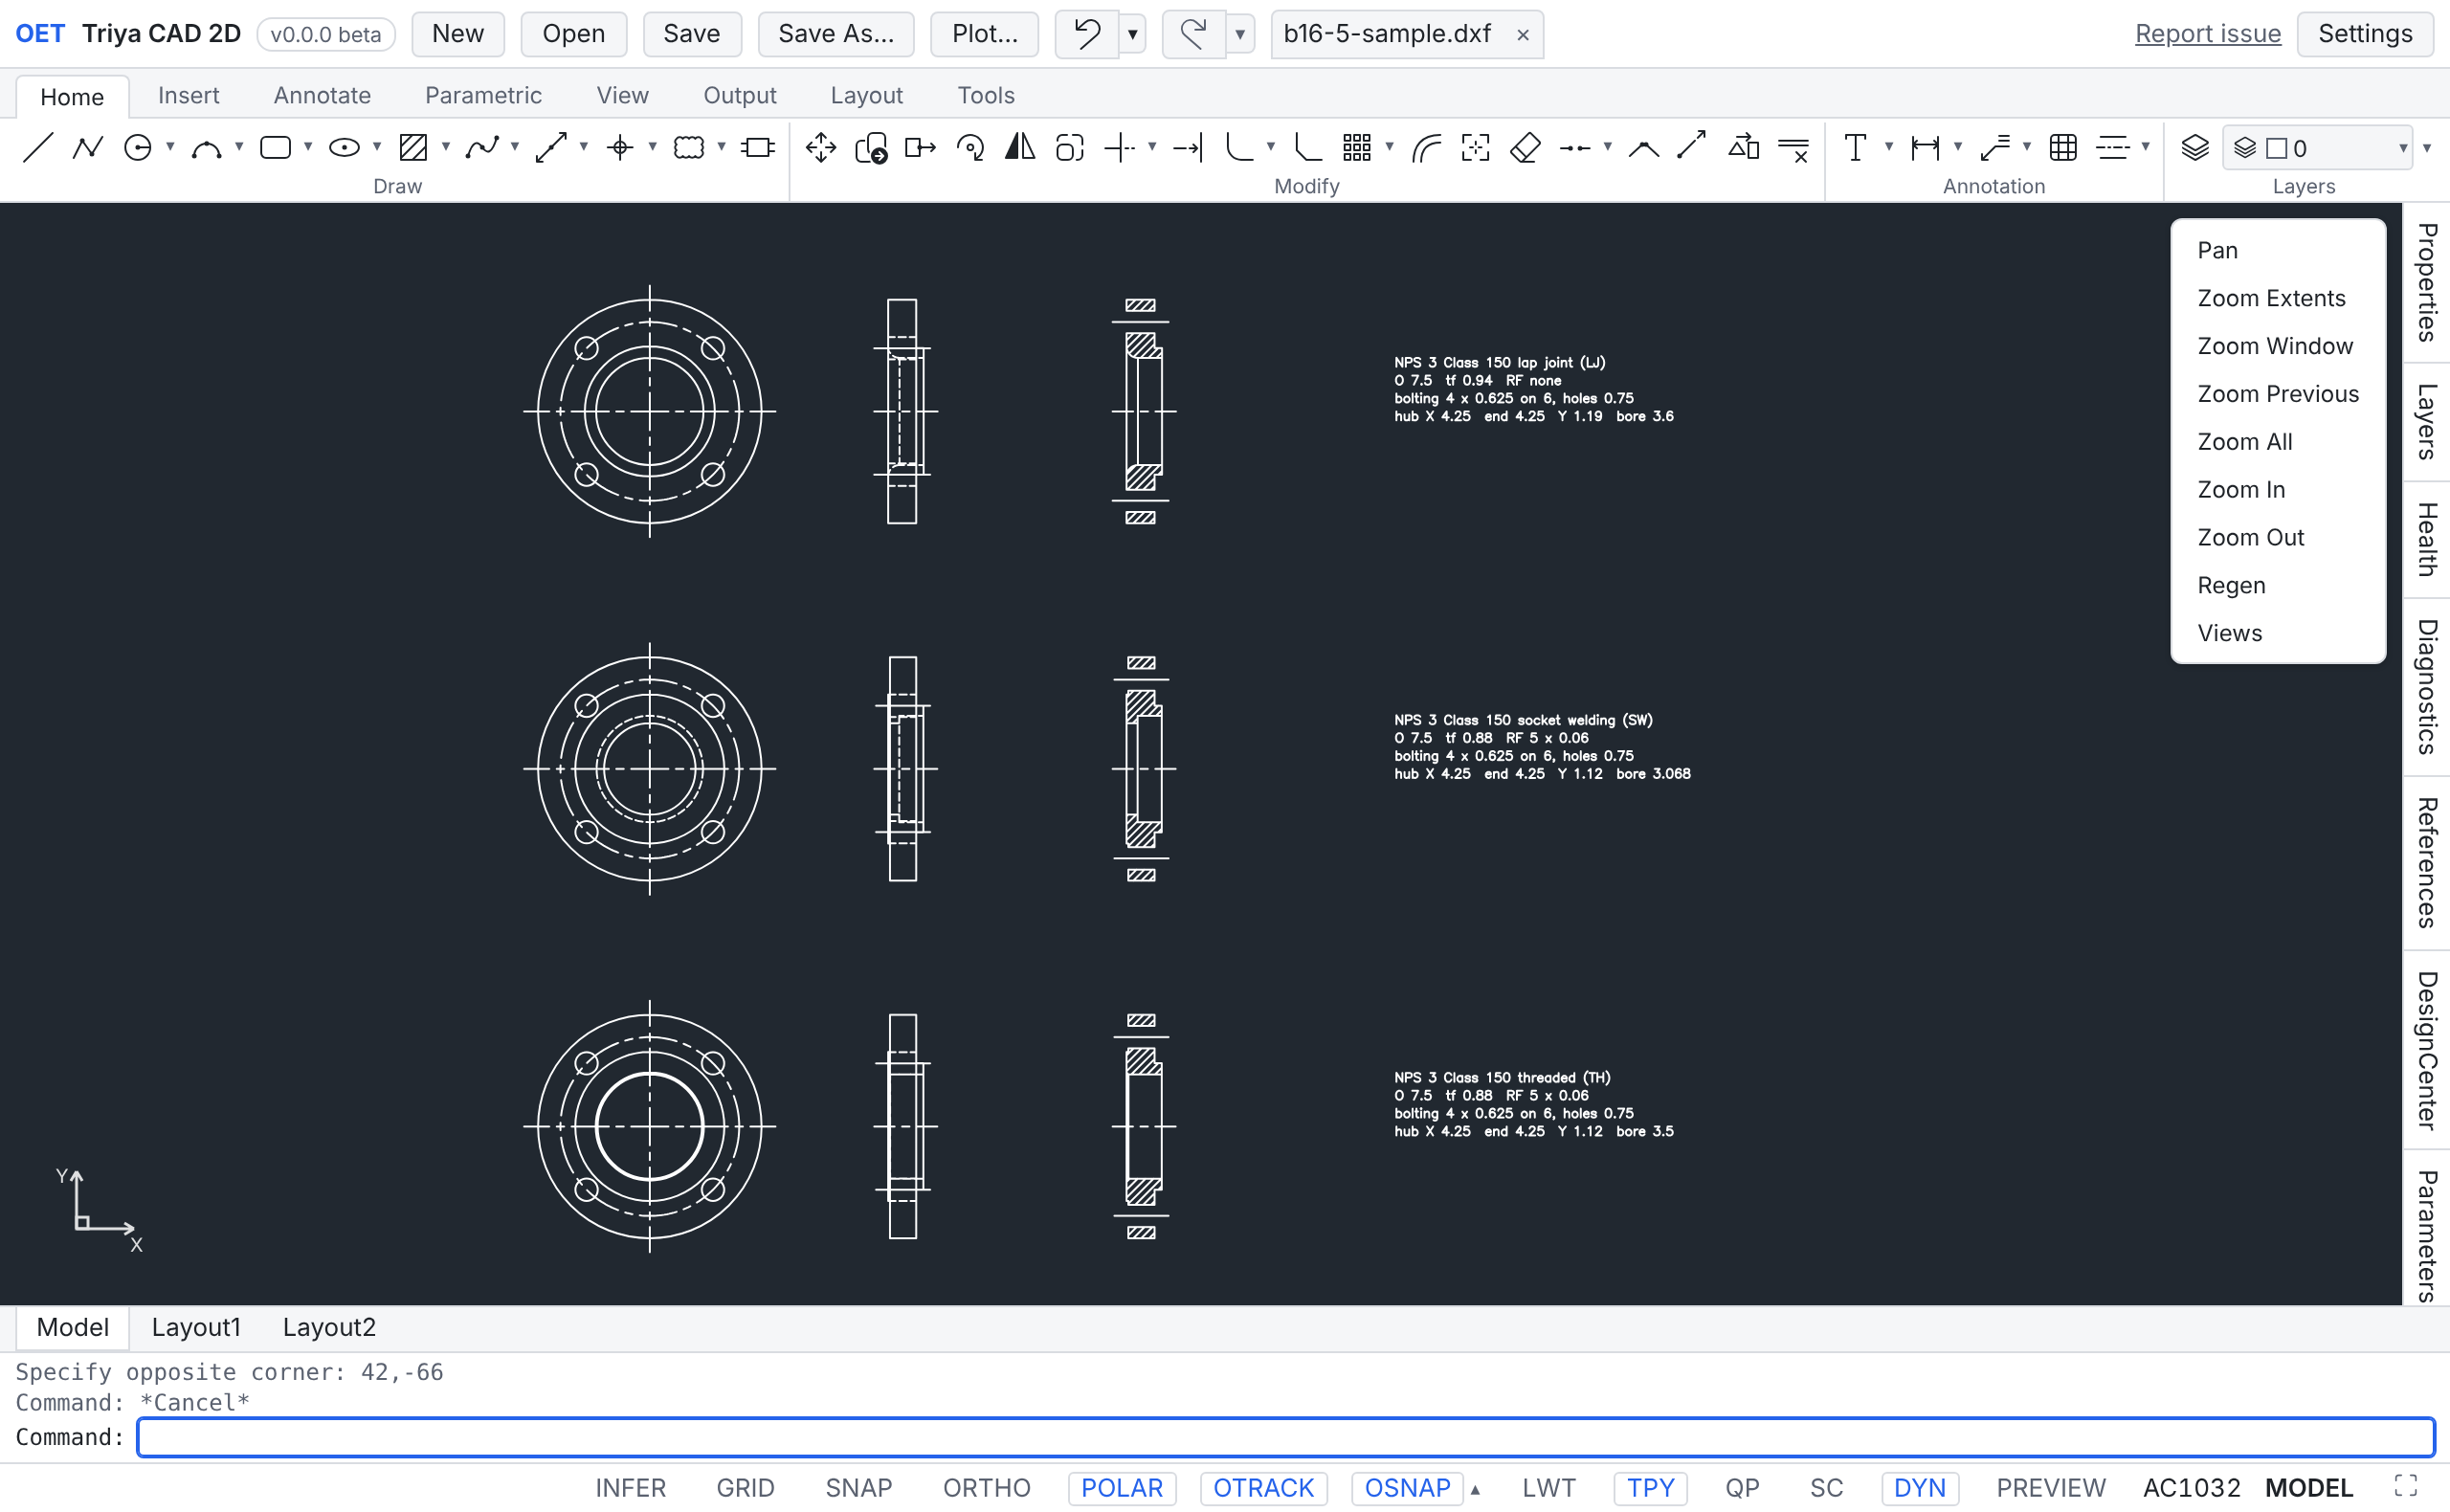 OET Triya CAD 2D v0.0.0 beta New Open Save Save As... Plot... b16-5-sample.dxf × Report issue Settings
Home Insert Annotate Parametric View Output Layout Tools
0
Draw Modify Annotation Layers
Pan
Zoom Extents
Zoom Window
Zoom Previous
Zoom All
Zoom In
Zoom Out
Regen
Views
Properties
Layers
Health
Diagnostics
References
DesignCenter
Parameters
NPS 3 Class 150 lap joint (LJ)
O 7.5 tf 0.94 RF none
bolting 4 x 0.625 on 6, holes 0.75
hub X 4.25 end 4.25 Y 1.19 bore 3.6
NPS 3 Class 150 socket welding (SW)
O 7.5 tf 0.88 RF 5 x 0.06
bolting 4 x 0.625 on 6, holes 0.75
hub X 4.25 end 4.25 Y 1.12 bore 3.068
NPS 3 Class 150 threaded (TH)
O 7.5 tf 0.88 RF 5 x 0.06
bolting 4 x 0.625 on 6, holes 0.75
hub X 4.25 end 4.25 Y 1.12 bore 3.5
Y
X
Model Layout1 Layout2
Specify opposite corner: 42,-66
Command: *Cancel*
Command:
INFER GRID SNAP ORTHO POLAR OTRACK OSNAP LWT TPY QP SC DYN PREVIEW AC1032 MODEL